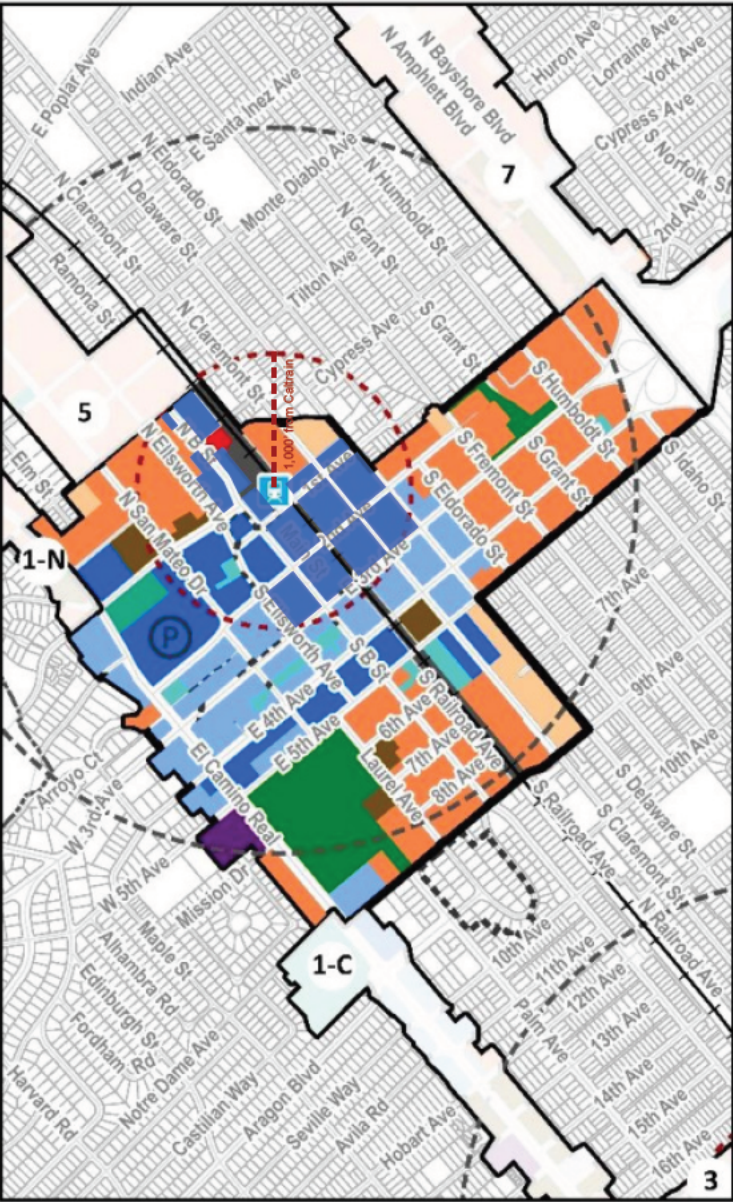 E Poplar Ave
Indian Ave
E Santa Inez Ave
N Eldorado St
N Delaware St
N Claremont St
Ramona St
Monte Diablo Ave
N Humboldt St
N Grant St
Tilton Ave
N Claremont St
Cypress Ave
N Amphlett Blvd
N Bayshore Blvd
Huron Ave
Lorraine Ave
York Ave
Cypress Ave
S Norfolk St
2nd Ave
7
S Grant St
5
1,000' from Caltrain
N B St
N Ellsworth Ave
Elm St
N San Mateo Dr
S Humboldt St
S Grant St
S Fremont St
S Eldorado St
S Idaho St
1st Ave
2nd Ave
Main St
E 3rd Ave
1-N
P
S Ellsworth Ave
S B St
7th Ave
9th Ave
10th Ave
E 4th Ave
E 5th Ave
S Railroad Ave
6th Ave
7th Ave
8th Ave
Laurel Ave
El Camino Real
Arroyo Ct
W 3rd Ave
W 5th Ave
Mission Dr
S Railroad Ave
S Delaware St
S Claremont St
N Railroad Ave
Maple St
Alhambra Rd
Edinburgh St
Fordham Rd
Harvard Rd
Notre Dame Ave
Castilian Way
Aragon Blvd
Seville Way
Avila Rd
Hobart Ave
1-C
10th Ave
11th Ave
12th Ave
13th Ave
14th Ave
15th Ave
16th Ave
Palm Ave
3